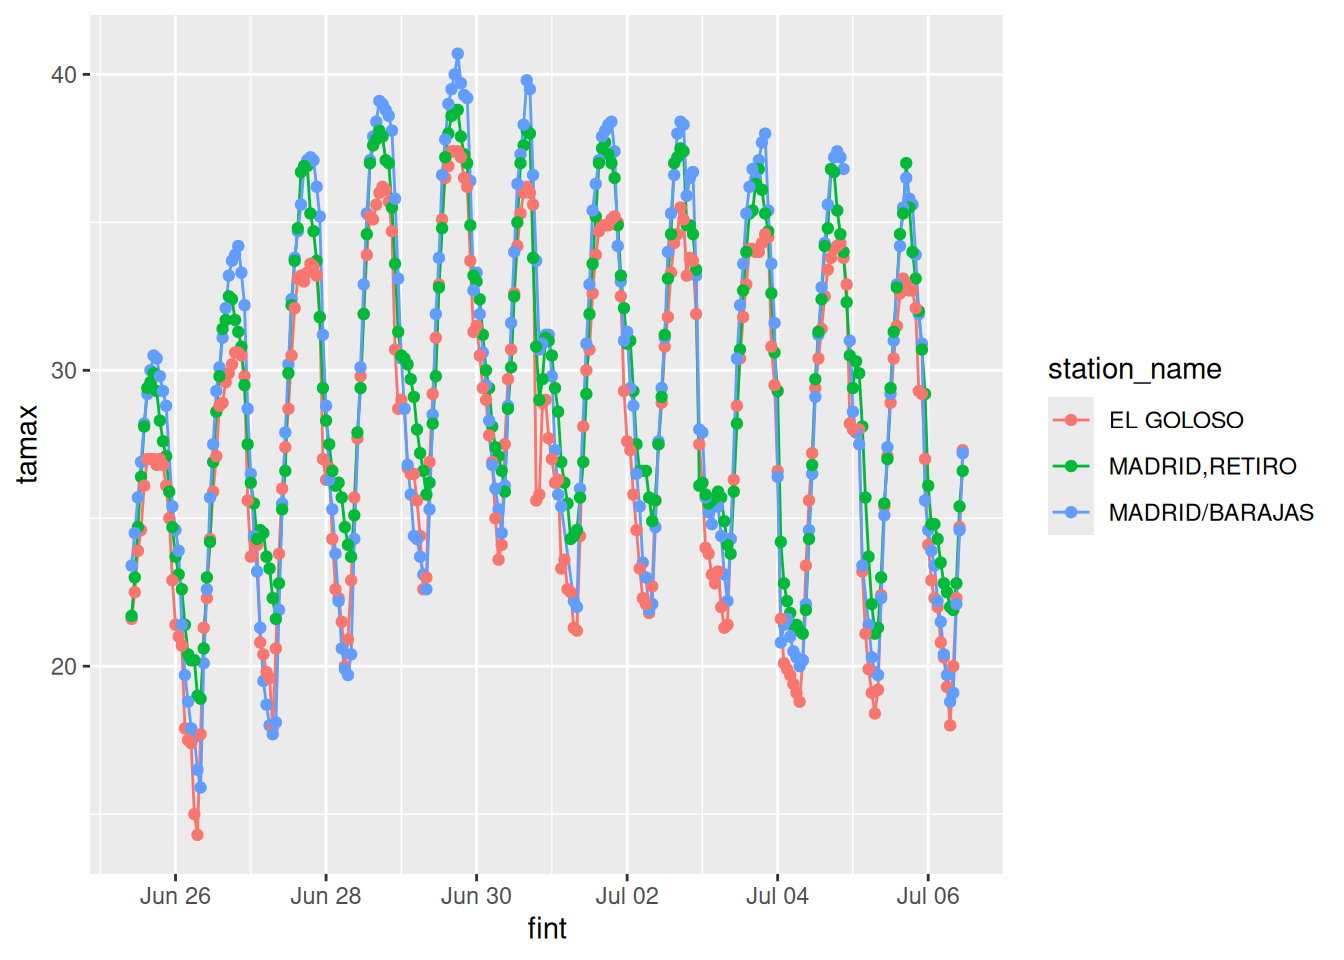 tamax
40
30
20
Jun 26
Jun 28
Jun 30
Jul 02
Jul 04
Jul 06
fint
station_name
EL GOLOSO
MADRID,RETIRO
MADRID/BARAJAS